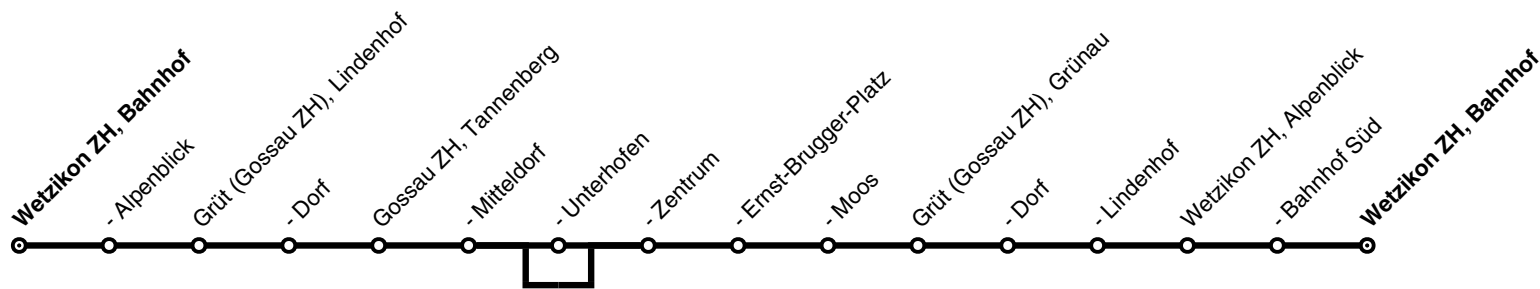 Wetzikon ZH, Bahnhof
- Alpenblick
Grüt (Gossau ZH), Lindenhof
- Dorf
Gossau ZH, Tannenberg
- Mitteldorf
- Unterhofen
- Zentrum
- Ernst-Brugger-Platz
- Moos
Grüt (Gossau ZH), Grünau
- Dorf
- Lindenhof
Wetzikon ZH, Alpenblick
- Bahnhof Süd
Wetzikon ZH, Bahnhof